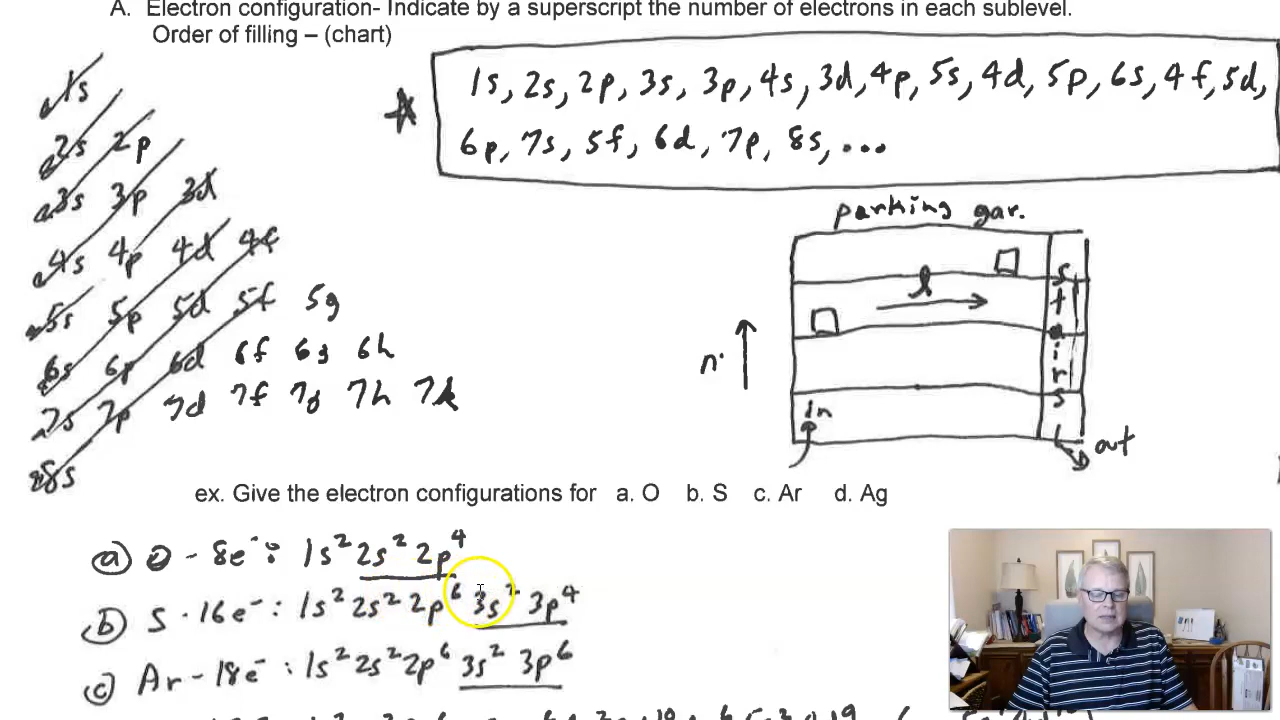 A. Electron configuration- Indicate by a superscript the number of electrons in each sublevel.
Order of filling – (chart)
1s, 2s, 2p, 3s, 3p, 4s, 3d, 4p, 5s, 4d, 5p, 6s, 4f, 5d,
6p, 7s, 5f, 6d, 7p, 8s, ...
1s
2s 2p
3s 3p 3d
4s 4p 4d 4f
5s 5p 5d 5f 5g
6s 6p 6d 6f 6g 6h
7s 7p 7d 7f 7g 7h 7k
8s
parking gar.
l
n
stairs
in
out
ex. Give the electron configurations for a. O b. S c. Ar d. Ag
a) O - 8e⁻: 1s² 2s² 2p⁴
b) S - 16e⁻: 1s² 2s² 2p⁶ 3s² 3p⁴
c) Ar - 18e⁻: 1s² 2s² 2p⁶ 3s² 3p⁶